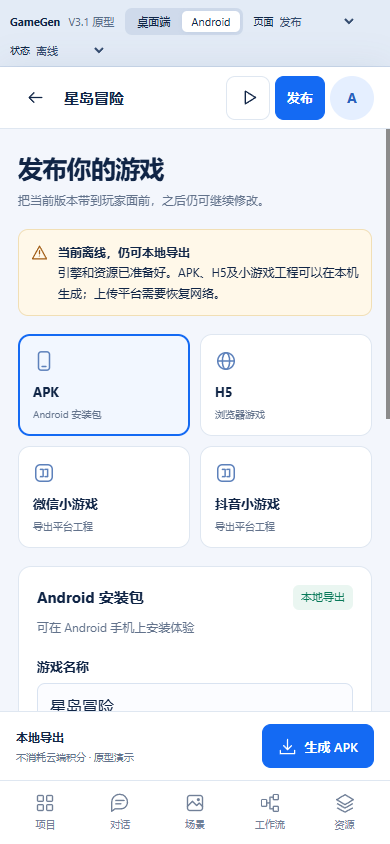 GameGen V3.1 原型 桌面端 Android 页面 发布
状态 离线
星岛冒险 发布 A
发布你的游戏
把当前版本带到玩家面前，之后仍可继续修改。
当前离线，仍可本地导出
引擎和资源已准备好。APK、H5及小游戏工程可以在本机
生成；上传平台需要恢复网络。
APK
Android 安装包
H5
浏览器游戏
微信小游戏
导出平台工程
抖音小游戏
导出平台工程
Android 安装包 本地导出
可在 Android 手机上安装体验
游戏名称
星岛冒险
本地导出
不消耗云端积分 · 原型演示
生成 APK
项目 对话 场景 工作流 资源